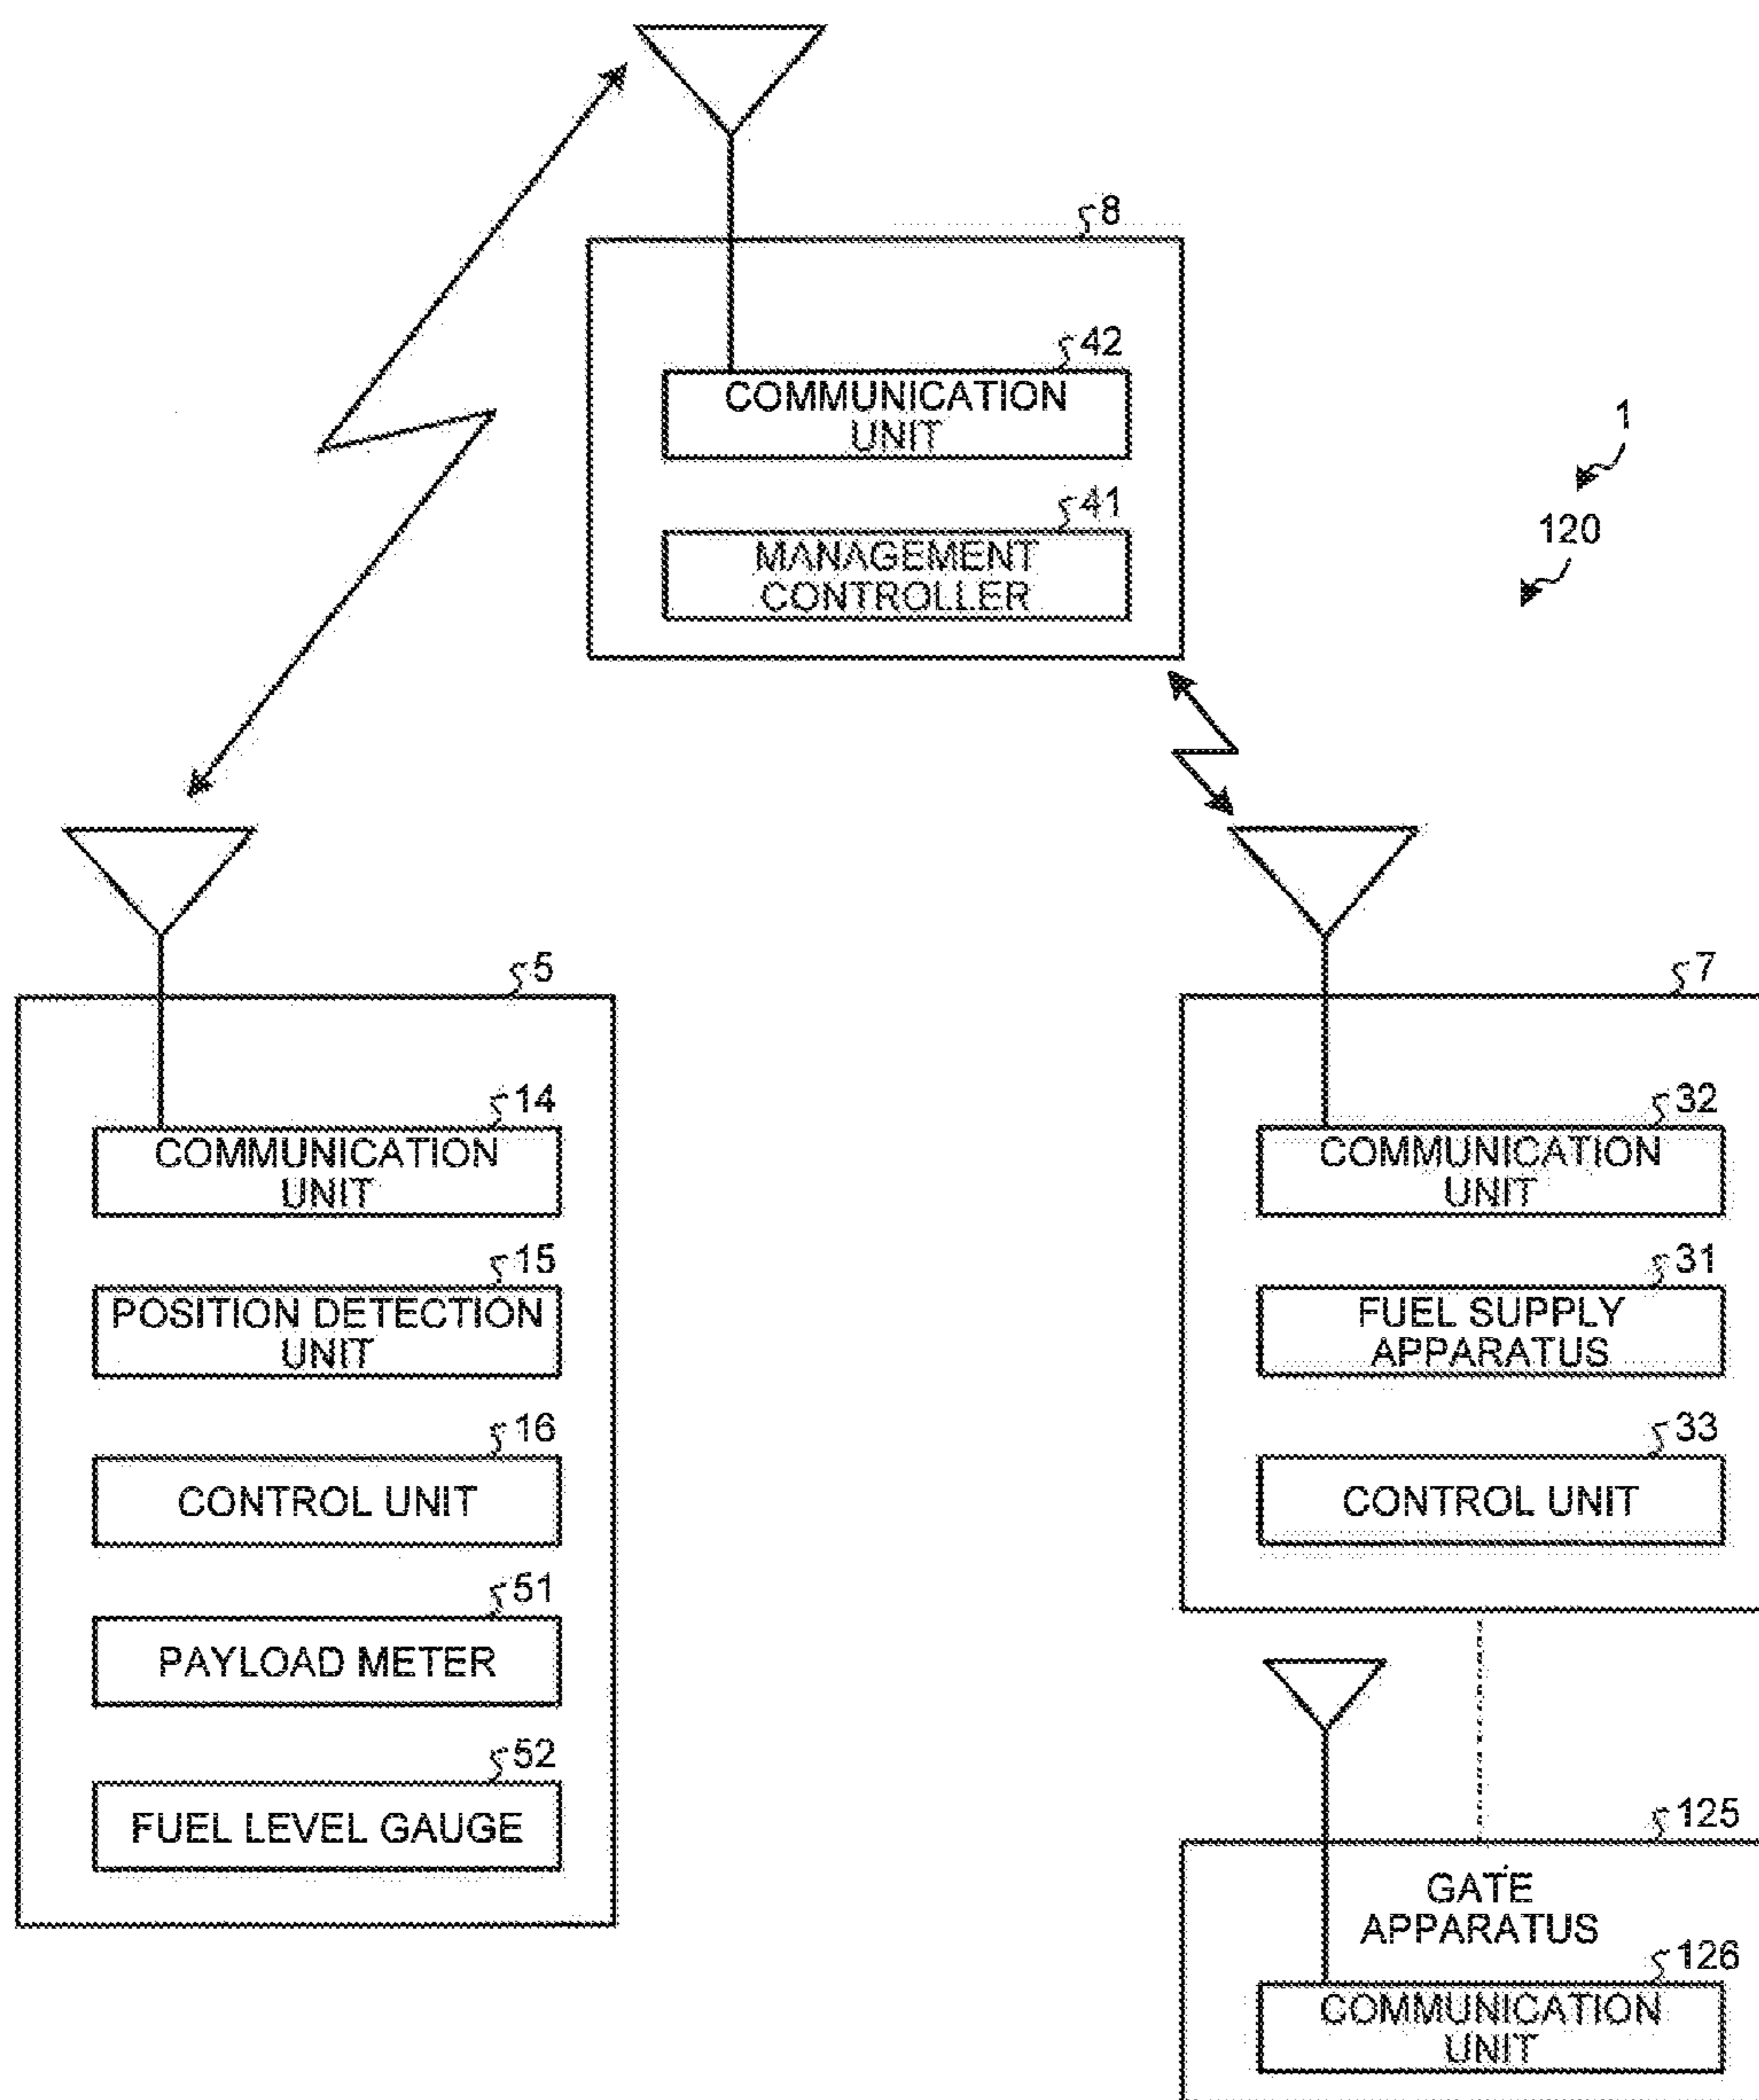 8
42
COMMUNICATION
UNIT
41
MANAGEMENT
CONTROLLER
1
120
5
14
COMMUNICATION
UNIT
15
POSITION DETECTION
UNIT
16
CONTROL UNIT
51
PAYLOAD METER
52
FUEL LEVEL GAUGE
7
32
COMMUNICATION
UNIT
31
FUEL SUPPLY
APPARATUS
33
CONTROL UNIT
125
GATE
APPARATUS
126
COMMUNICATION
UNIT